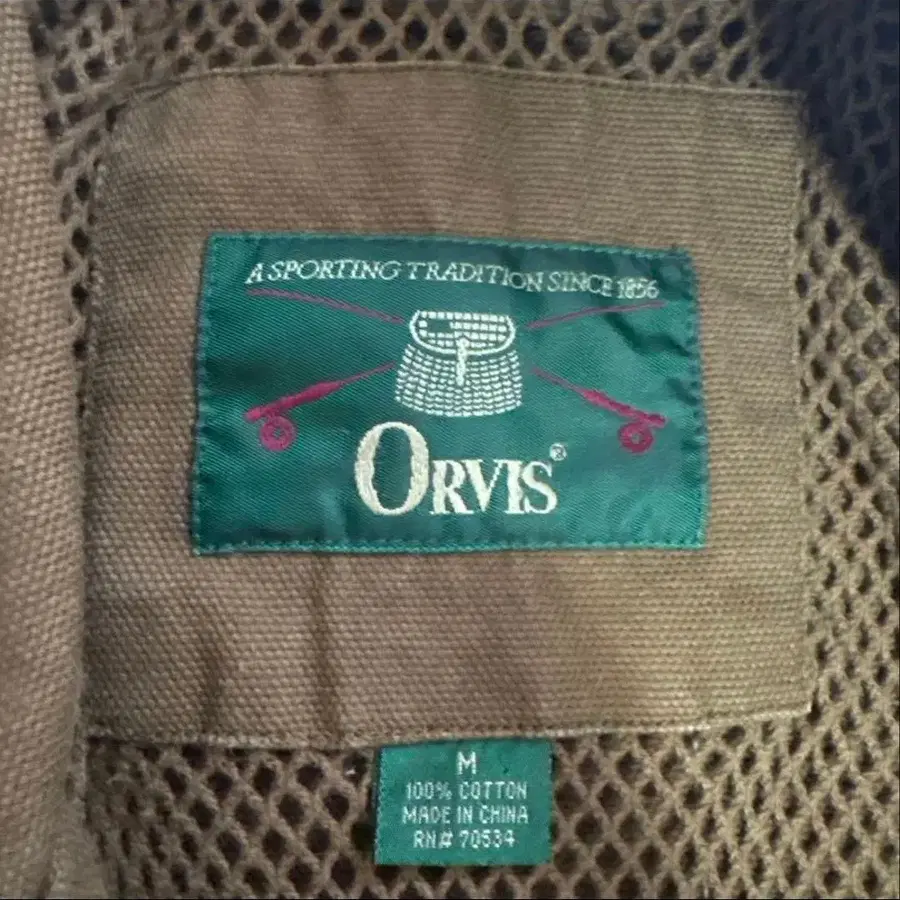 A SPORTING TRADITION SINCE 1856
ORVIS®
M
100% COTTON
MADE IN CHINA
RN# 70534